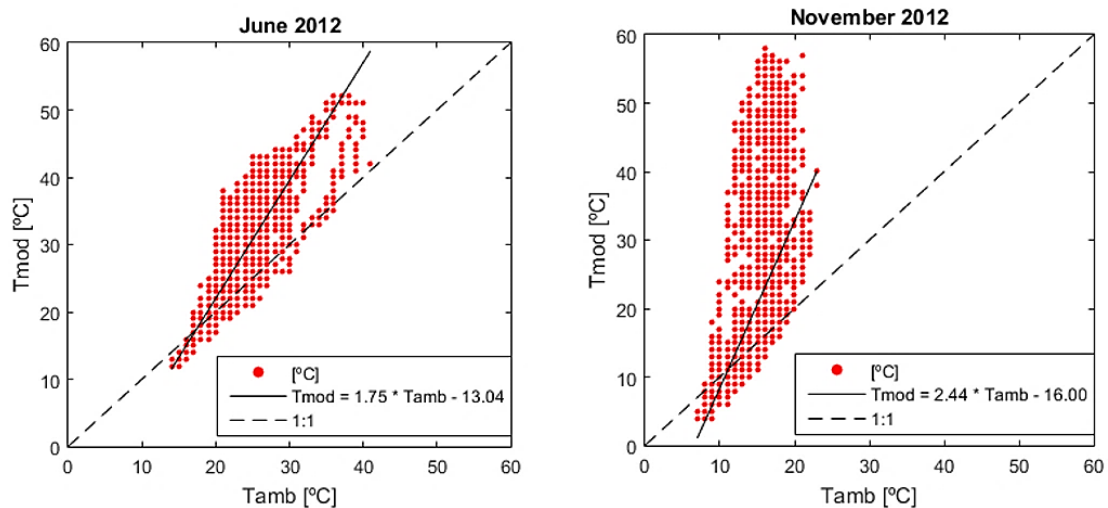 June 2012
60
50
40
30
20
10
0
Tmod [ºC]
[ºC]
Tmod = 1.75 * Tamb - 13.04
1:1
0 10 20 30 40 50 60
Tamb [ºC]
November 2012
60
50
40
30
20
10
0
Tmod [ºC]
[ºC]
Tmod = 2.44 * Tamb - 16.00
1:1
0 10 20 30 40 50 60
Tamb [ºC]